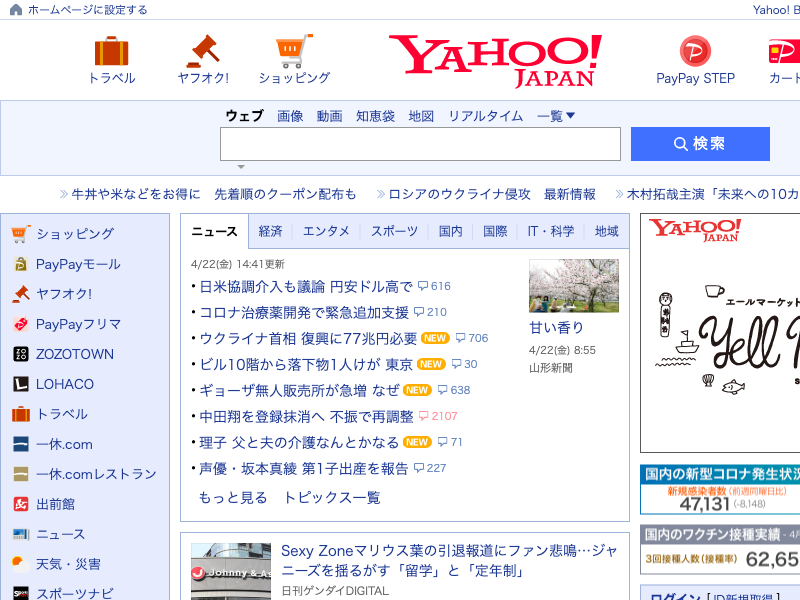 ホームページに設定する
Yahoo! B
トラベル
ヤフオク!
ショッピング
YAHOO!
JAPAN
PayPay STEP
カート
ウェブ 画像 動画 知恵袋 地図 リアルタイム 一覧▼
検索
牛丼や米などをお得に 先着順のクーポン配布も
ロシアのウクライナ侵攻 最新情報
木村拓哉主演「未来への10カ
ショッピング
PayPayモール
ヤフオク!
PayPayフリマ
ZOZOTOWN
LOHACO
トラベル
一休.com
一休.comレストラン
出前館
ニュース
天気・災害
スポーツナビ
ニュース 経済 エンタメ スポーツ 国内 国際 IT・科学 地域
4/22(金) 14:41更新
・日米協調介入も議論 円安ドル高で 616
・コロナ治療薬開発で緊急追加支援 210
・ウクライナ首相 復興に77兆円必要 NEW 706
・ビル10階から落下物1人けが 東京 NEW 30
・ギョーザ無人販売所が急増 なぜ NEW 638
・中田翔を登録抹消へ 不振で再調整 2107
・理子 父と夫の介護なんとかなる NEW 71
・声優・坂本真綾 第1子出産を報告 227
もっと見る トピックス一覧
甘い香り
4/22(金) 8:55
山形新聞
Johnny & As
Sexy Zoneマリウス葉の引退報道にファン悲鳴…ジャ
ニーズを揺るがす「留学」と「定年制」
日刊ゲンダイDIGITAL
YAHOO!
JAPAN
エールマーケット
Yell
国内の新型コロナ発生状況
新規感染者数(前週同曜日比)
47,131 (-8,148)
国内のワクチン接種実績 - 4/
3回接種人数(接種率) 62,65
ログイン [ ID新規取得 ]